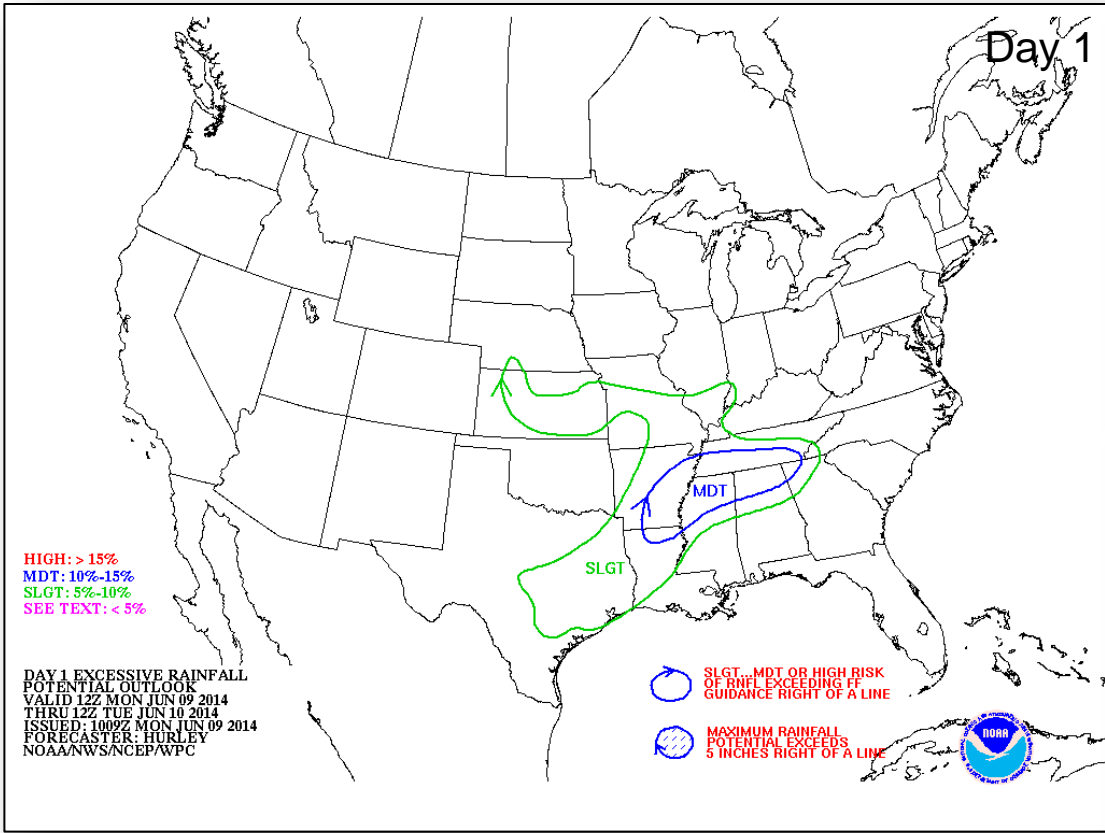 Day 1
MDT
SLGT
HIGH: > 15%
MDT: 10%-15%
SLGT: 5%-10%
SEE TEXT: < 5%
DAY 1 EXCESSIVE RAINFALL
POTENTIAL OUTLOOK
VALID 12Z MON JUN 09 2014
THRU 12Z TUE JUN 10 2014
ISSUED: 1009Z MON JUN 09 2014
FORECASTER: HURLEY
NOAA/NWS/NCEP/WPC
SLGT...MDT OR HIGH RISK
OF RNFL EXCEEDING FF
GUIDANCE RIGHT OF A LINE
MAXIMUM RAINFALL
POTENTIAL EXCEEDS
5 INCHES RIGHT OF A LINE
NOAA